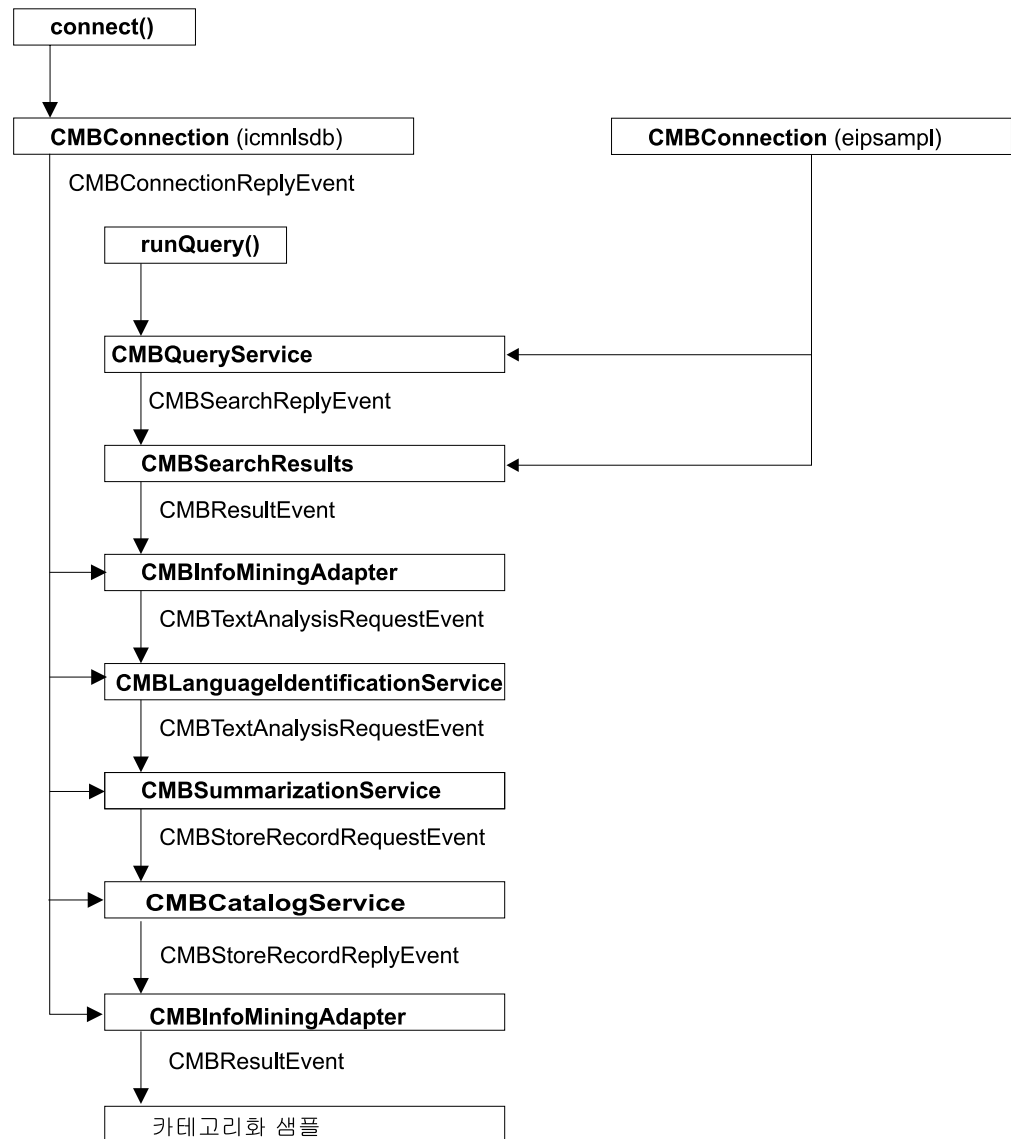 connect()
CMBConnection (icmnlsdb)
CMBConnection (eipsampl)
CMBConnectionReplyEvent
runQuery()
CMBQueryService
CMBSearchReplyEvent
CMBSearchResults
CMBResultEvent
CMBInfoMiningAdapter
CMBTextAnalysisRequestEvent
CMBLanguageIdentificationService
CMBTextAnalysisRequestEvent
CMBSummarizationService
CMBStoreRecordRequestEvent
CMBCatalogService
CMBStoreRecordReplyEvent
CMBInfoMiningAdapter
CMBResultEvent
카테고리화 샘플